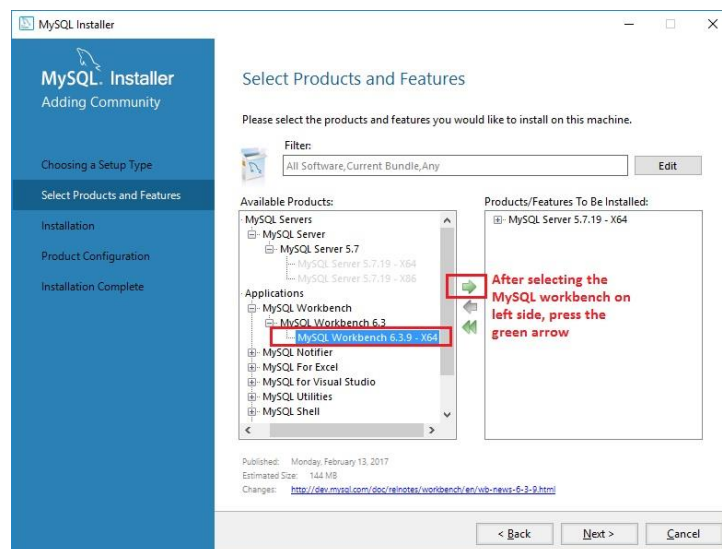 MySQL Installer
MySQL. Installer
Adding Community
Choosing a Setup Type
Select Products and Features
Installation
Product Configuration
Installation Complete
Select Products and Features
Please select the products and features you would like to install on this machine.
Filter:
All Software,Current Bundle,Any
Edit
Available Products:
MySQL Servers
MySQL Server
MySQL Server 5.7
MySQL Server 5.7.19 - X64
MySQL Server 5.7.19 - X86
Applications
MySQL Workbench
MySQL Workbench 6.3
MySQL Workbench 6.3.9 - X64
MySQL Notifier
MySQL For Excel
MySQL for Visual Studio
MySQL Utilities
MySQL Shell
Products/Features To Be Installed:
MySQL Server 5.7.19 - X64
After selecting the
MySQL workbench on
left side, press the
green arrow
Published: Monday, February 13, 2017
Estimated Size: 144 MB
Changes: http://dev.mysql.com/doc/relnotes/workbench/en/wb-news-6-3-9.html
< Back
Next >
Cancel